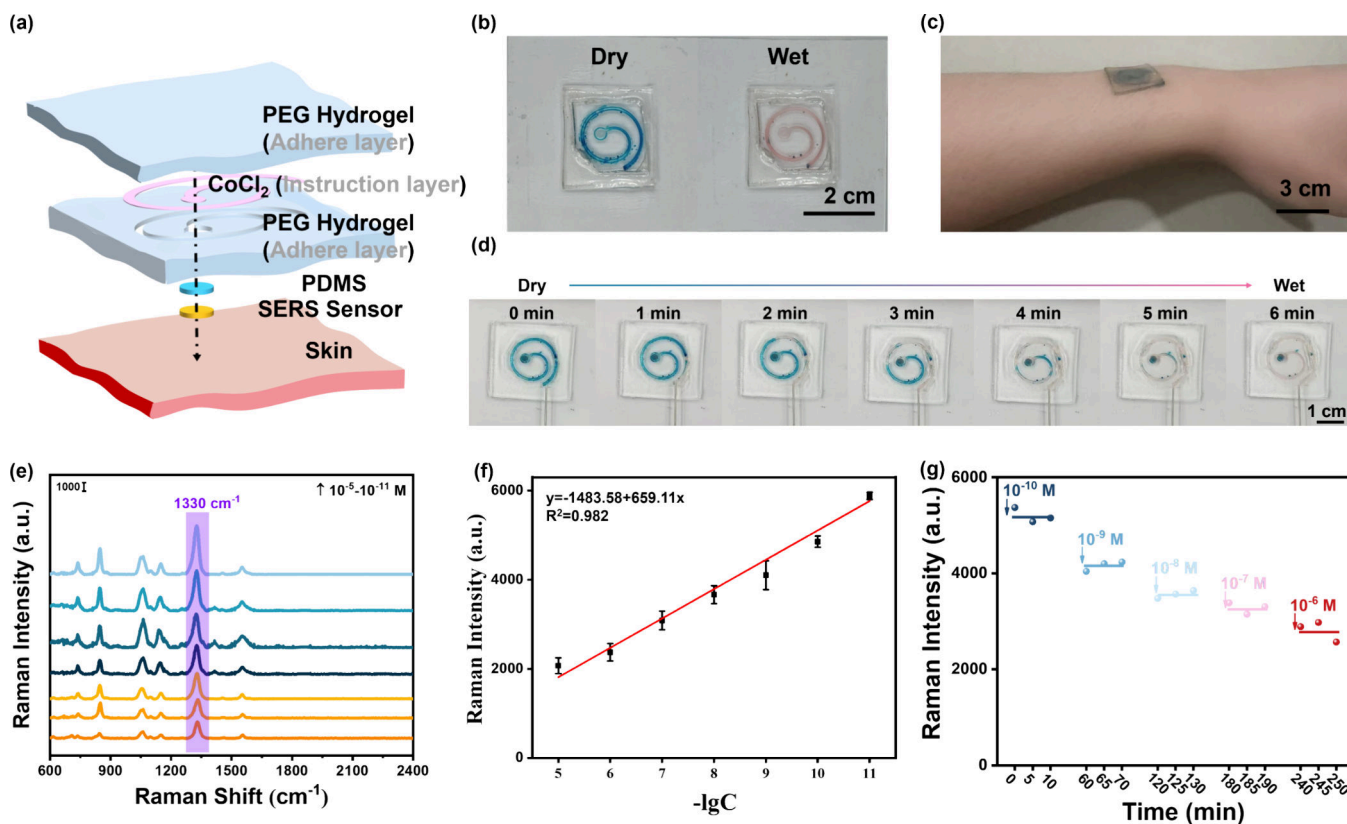 (a)
PEG Hydrogel
(Adhere layer)
CoCl₂ (Instruction layer)
PEG Hydrogel
(Adhere layer)
PDMS
SERS Sensor
Skin
(b)
Dry Wet
2 cm
(c)
3 cm
(d)
Dry Wet
0 min 1 min 2 min 3 min 4 min 5 min 6 min
1 cm
(e)
1000
↑ 10⁻⁵-10⁻¹¹ M
1330 cm⁻¹
Raman Intensity (a.u.)
600 900 1200 1500 1800 2100 2400
Raman Shift (cm⁻¹)
(f)
y=-1483.58+659.11x
R²=0.982
Raman Intensity (a.u.)
6000
4000
2000
0
5 6 7 8 9 10 11
-lgC
(g)
Raman Intensity (a.u.)
6000
4000
2000
0
10⁻¹⁰ M
10⁻⁹ M
10⁻⁸ M
10⁻⁷ M
10⁻⁶ M
0 5 10 60 65 70 120 125 130 180 185 190 240 245 250
Time (min)